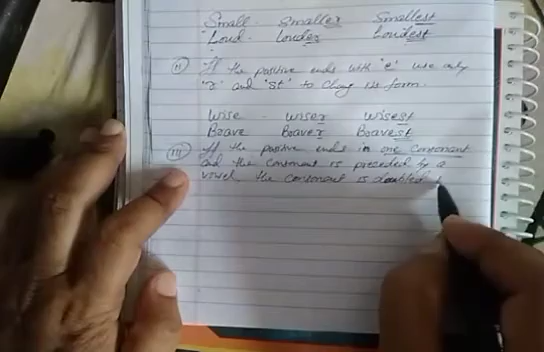 Small - Smaller Smallest
Loud - Louder Loudest
(ii) If the positive ends with 'e' use only
'r' and 'st' to change its form.
Wise - wiser wisest
Brave Braver Bravest
(iii) If the positive ends in one consonant
and the consonant is preceded by a
vowel, the consonant is doubled